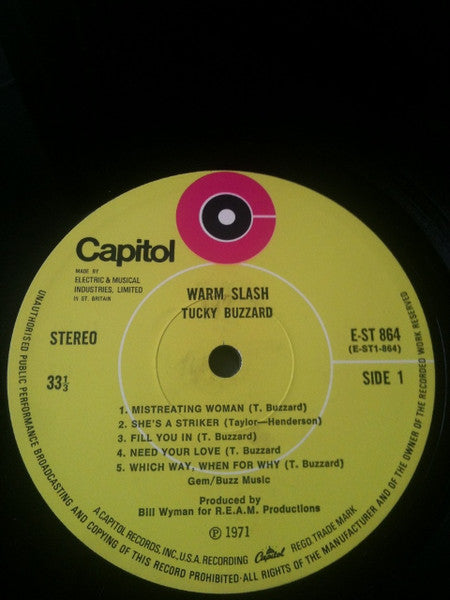 Capitol
MADE BY
ELECTRIC & MUSICAL
INDUSTRIES, LIMITED
IN GT. BRITAIN
WARM SLASH
TUCKY BUZZARD
STEREO
33⅓
E-ST 864
(E-ST1-864)
SIDE 1
1. MISTREATING WOMAN (T. Buzzard)
2. SHE'S A STRIKER (Taylor—Henderson)
3. FILL YOU IN (T. Buzzard)
4. NEED YOUR LOVE (T. Buzzard
5. WHICH WAY, WHEN FOR WHY (T. Buzzard)
Gem/Buzz Music
Produced by
Bill Wyman for R.E.A.M. Productions
Ⓟ 1971
A CAPITOL RECORDS, INC., U.S.A. RECORDING Capitol REGD. TRADE MARK
UNAUTHORISED PUBLIC PERFORMANCE BROADCASTING AND COPYING OF THIS RECORD PROHIBITED·ALL RIGHTS OF THE MANUFACTURER AND OF THE OWNER OF THE RECORDED WORK RESERVED